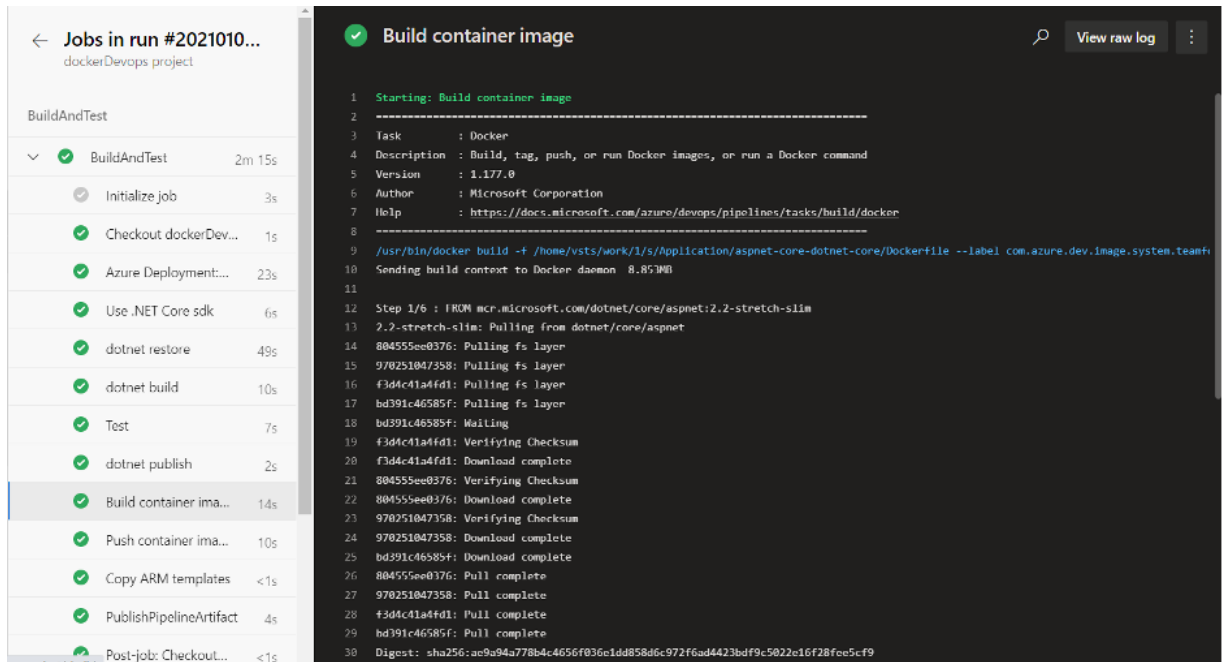 ← Jobs in run #2021010...
dockerDevops project
BuildAndTest
BuildAndTest 2m 15s
Initialize job 3s
Checkout dockerDev... 1s
Azure Deployment:... 23s
Use .NET Core sdk 6s
dotnet restore 49s
dotnet build 10s
Test 7s
dotnet publish 2s
Build container ima... 14s
Push container ima... 10s
Copy ARM templates <1s
PublishPipelineArtifact 4s
Post-job: Checkout... <1s
Build container image
View raw log
1 Starting: Build container image
2 ==============================================================================
3 Task : Docker
4 Description : Build, tag, push, or run Docker images, or run a Docker command
5 Version : 1.177.0
6 Author : Microsoft Corporation
7 Help : https://docs.microsoft.com/azure/devops/pipelines/tasks/build/docker
8 ==============================================================================
9 /usr/bin/docker build -f /home/vsts/work/1/s/Application/aspnet-core-dotnet-core/Dockerfile --label com.azure.dev.image.system.teamf
10 Sending build context to Docker daemon 8.853MB
11
12 Step 1/6 : FROM mcr.microsoft.com/dotnet/core/aspnet:2.2-stretch-slim
13 2.2-stretch-slim: Pulling from dotnet/core/aspnet
14 804555ee0376: Pulling fs layer
15 970251047358: Pulling fs layer
16 f3d4c41a4fd1: Pulling fs layer
17 bd391c46585f: Pulling fs layer
18 bd391c46585f: Waiting
19 f3d4c41a4fd1: Verifying Checksum
20 f3d4c41a4fd1: Download complete
21 804555ee0376: Verifying Checksum
22 804555ee0376: Download complete
23 970251047358: Verifying Checksum
24 970251047358: Download complete
25 bd391c46585f: Download complete
26 804555ee0376: Pull complete
27 970251047358: Pull complete
28 f3d4c41a4fd1: Pull complete
29 bd391c46585f: Pull complete
30 Digest: sha256:ae9a94a778b4c4656f036e1dd858d6c972f6ad4423bdf9c5022e16f28fee5cf9